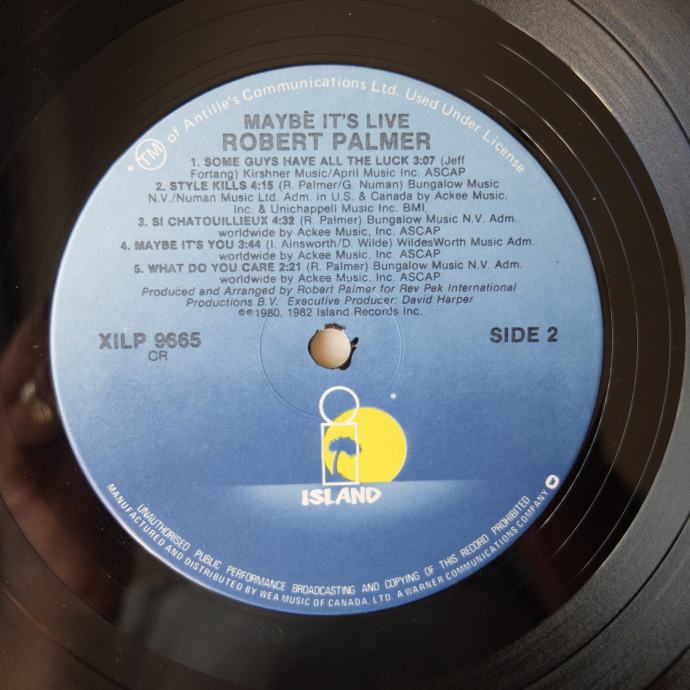 * TM of Antille's Communications Ltd. Used Under License
MAYBE IT'S LIVE
ROBERT PALMER
1. SOME GUYS HAVE ALL THE LUCK 3:07 (Jeff
Fortang) Kirshner Music/April Music Inc. ASCAP
2. STYLE KILLS 4:15 (R. Palmer/G. Numan) Bungalow Music
N.V./Numan Music Ltd. Adm. in U.S. & Canada by Ackee Music,
Inc. & Unichappell Music Inc. BMI
3. SI CHATOUILLIEUX 4:32 (R. Palmer) Bungalow Music N.V. Adm.
worldwide by Ackee Music, Inc. ASCAP
4. MAYBE IT'S YOU 3:44 (I. Ainsworth/D. Wilde) WildesWorth Music Adm.
worldwide by Ackee Music, Inc. ASCAP
5. WHAT DO YOU CARE 2:21 (R. Palmer) Bungalow Music N.V. Adm.
worldwide by Ackee Music, Inc. ASCAP
Produced and Arranged by Robert Palmer for Rev Pek International
Productions B.V. Executive Producer: David Harper
©℗1980, 1982 Island Records Inc.
XILP 9665
CR
SIDE 2
*
ISLAND
UNAUTHORISED PUBLIC PERFORMANCE BROADCASTING AND COPYING OF THIS RECORD PROHIBITED
MANUFACTURED AND DISTRIBUTED BY WEA MUSIC OF CANADA, LTD. A WARNER COMMUNICATIONS COMPANY